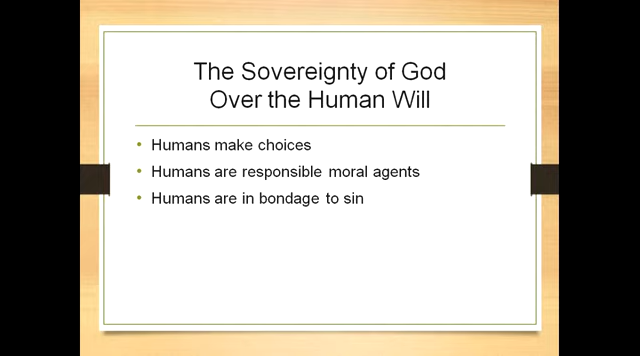 The Sovereignty of God
Over the Human Will
• Humans make choices
• Humans are responsible moral agents
• Humans are in bondage to sin